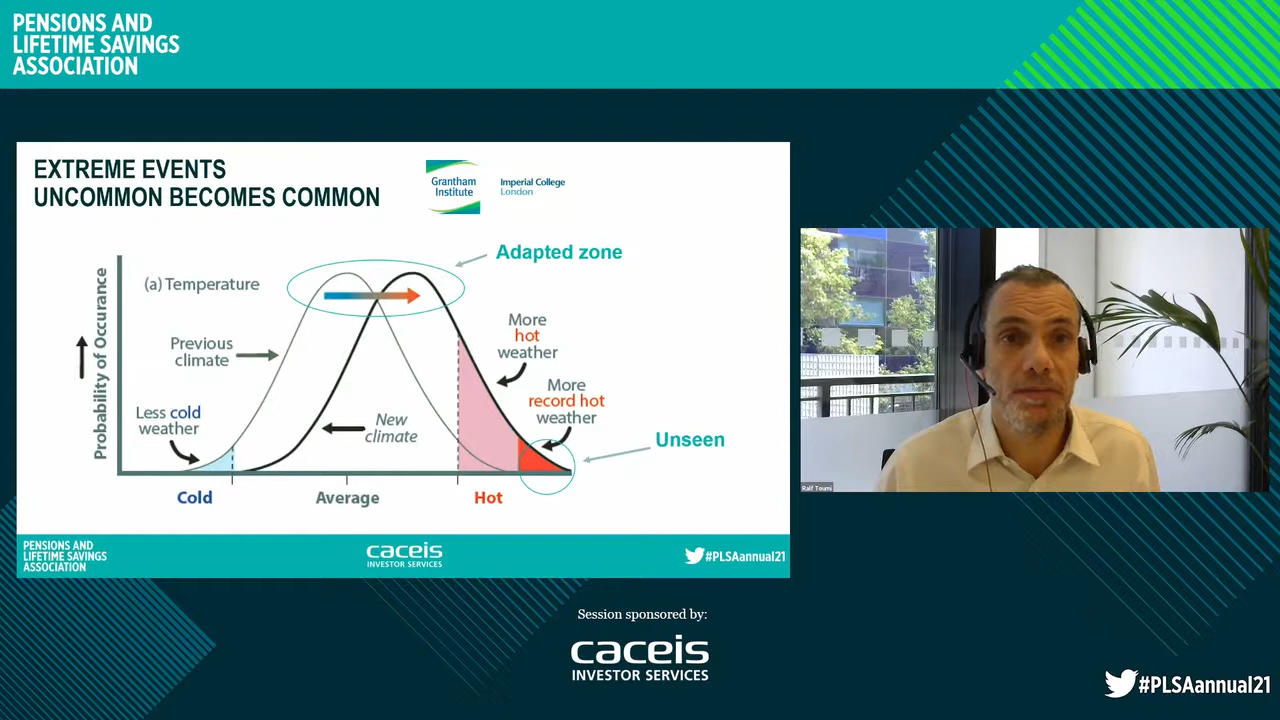 PENSIONS AND
LIFETIME SAVINGS
ASSOCIATION
EXTREME EVENTS
UNCOMMON BECOMES COMMON
Grantham
Institute
Imperial College
London
Adapted zone
(a) Temperature
Probability of Occurance
Previous
climate
More
hot
weather
More
record hot
weather
Less cold
weather
New
climate
Unseen
Cold
Average
Hot
PENSIONS AND
LIFETIME SAVINGS
ASSOCIATION
caceis
INVESTOR SERVICES
#PLSAannual21
Ralf Toumi
Session sponsored by:
caceis
INVESTOR SERVICES
#PLSAannual21